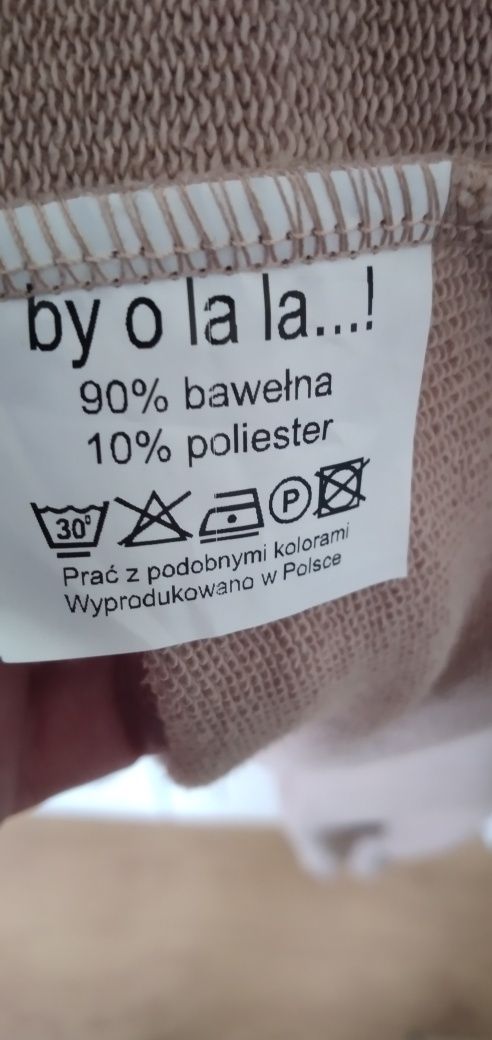 by o la la...!
90% bawełna
10% poliester
30° P
Prać z podobnymi kolorami
Wyprodukowano w Polsce